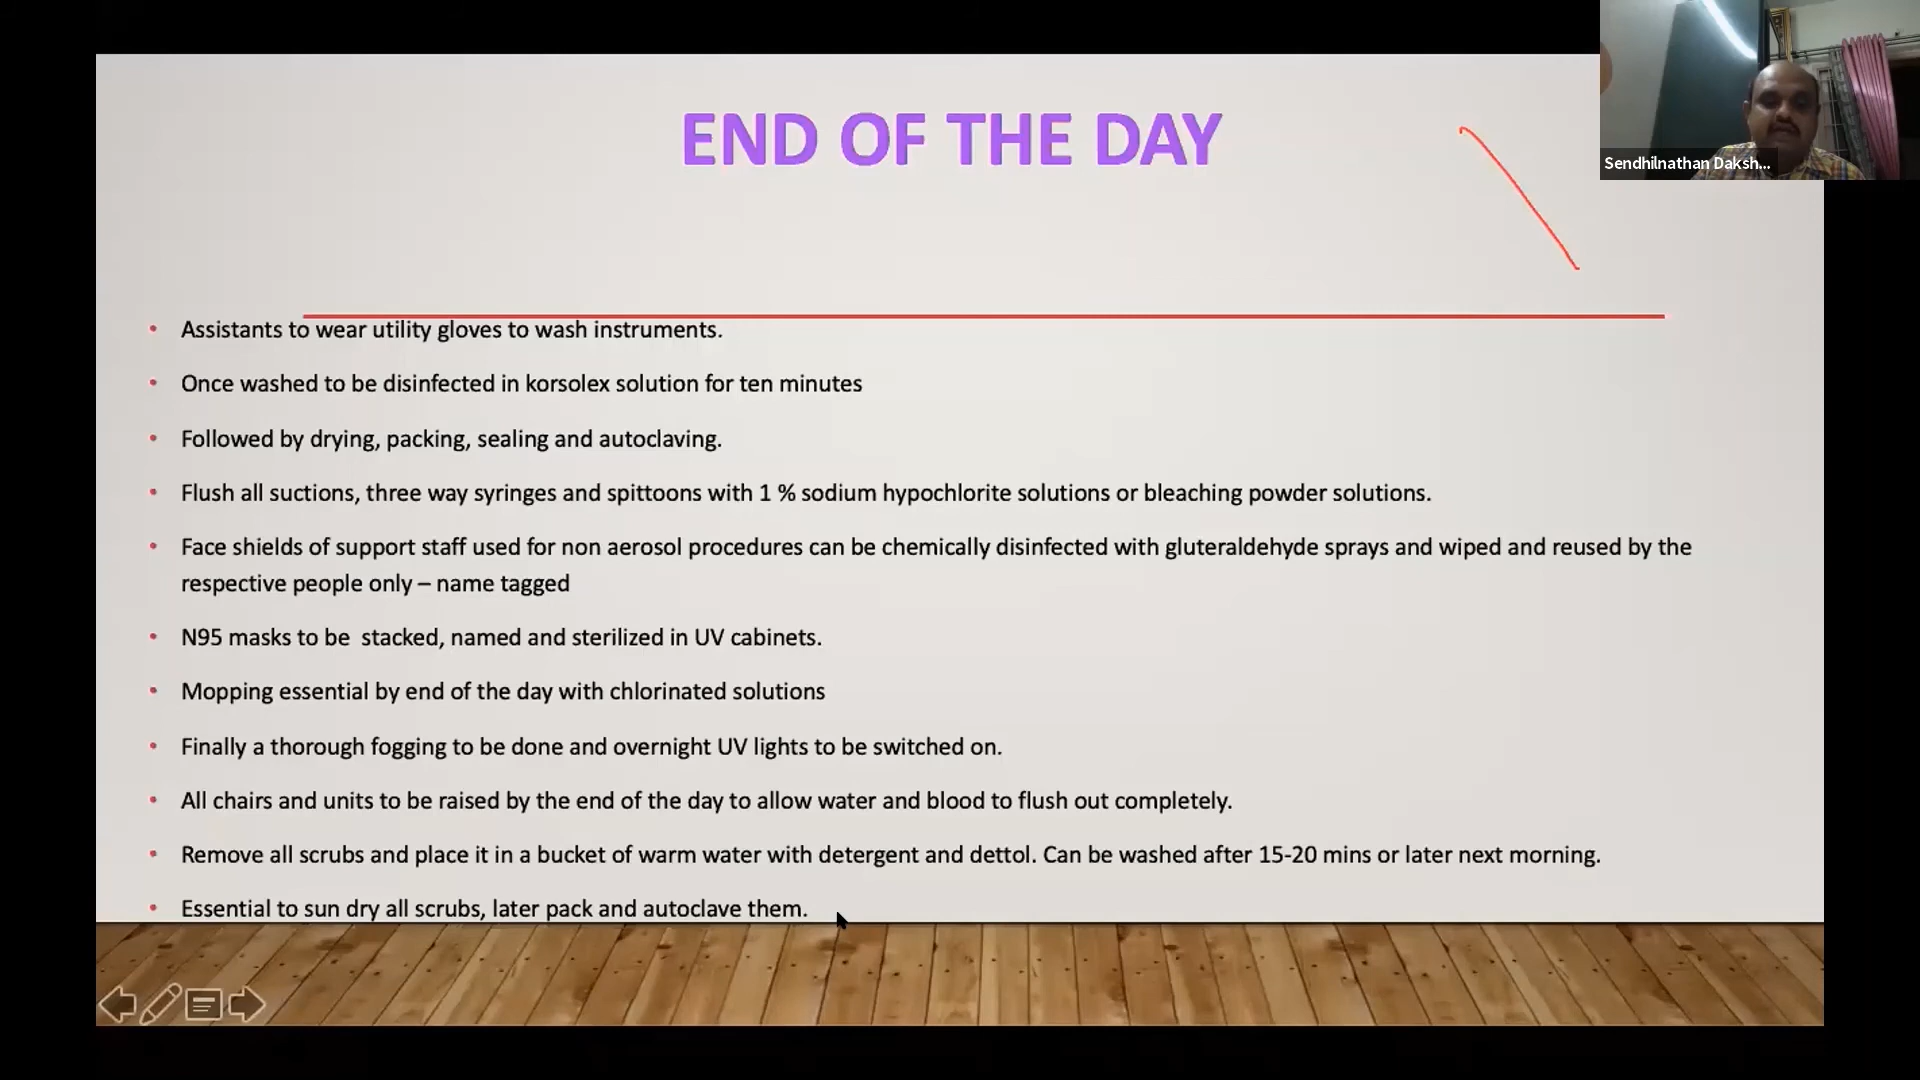 END OF THE DAY
Sendhilnathan Daksh...
• Assistants to wear utility gloves to wash instruments.
• Once washed to be disinfected in korsolex solution for ten minutes
• Followed by drying, packing, sealing and autoclaving.
• Flush all suctions, three way syringes and spittoons with 1 % sodium hypochlorite solutions or bleaching powder solutions.
• Face shields of support staff used for non aerosol procedures can be chemically disinfected with gluteraldehyde sprays and wiped and reused by the
respective people only – name tagged
• N95 masks to be  stacked, named and sterilized in UV cabinets.
• Mopping essential by end of the day with chlorinated solutions
• Finally a thorough fogging to be done and overnight UV lights to be switched on.
• All chairs and units to be raised by the end of the day to allow water and blood to flush out completely.
• Remove all scrubs and place it in a bucket of warm water with detergent and dettol. Can be washed after 15-20 mins or later next morning.
• Essential to sun dry all scrubs, later pack and autoclave them.